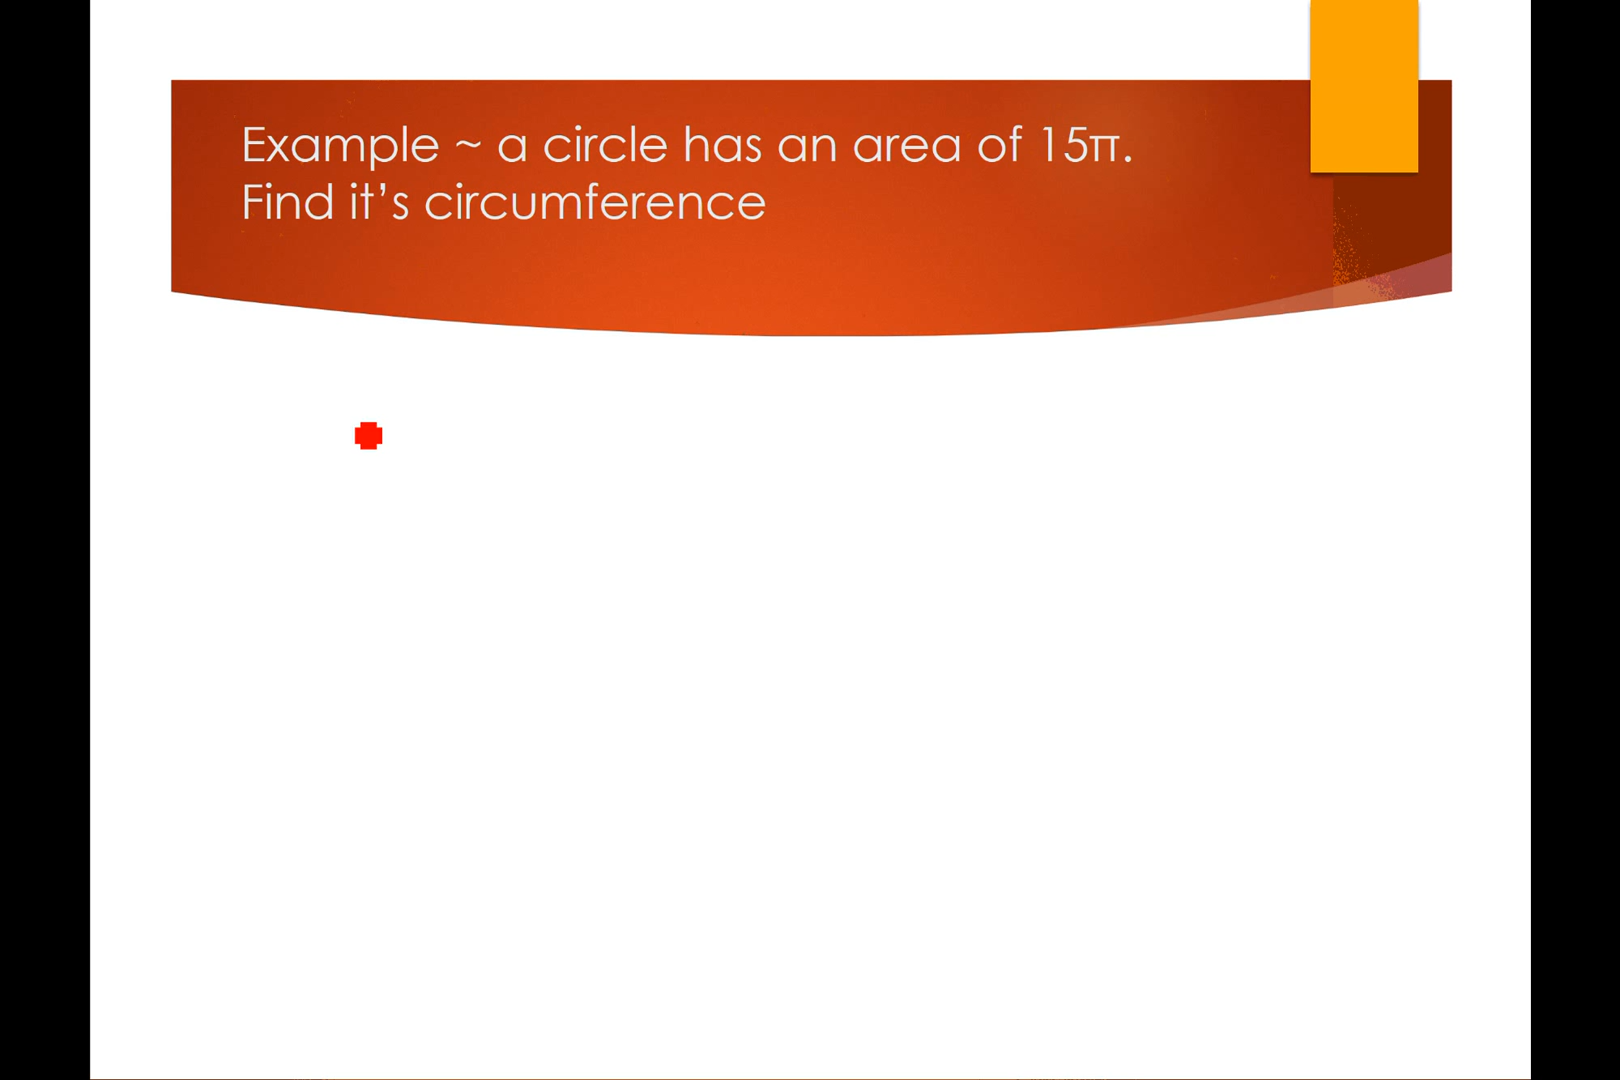 Example ~ a circle has an area of 15π.
Find it’s circumference